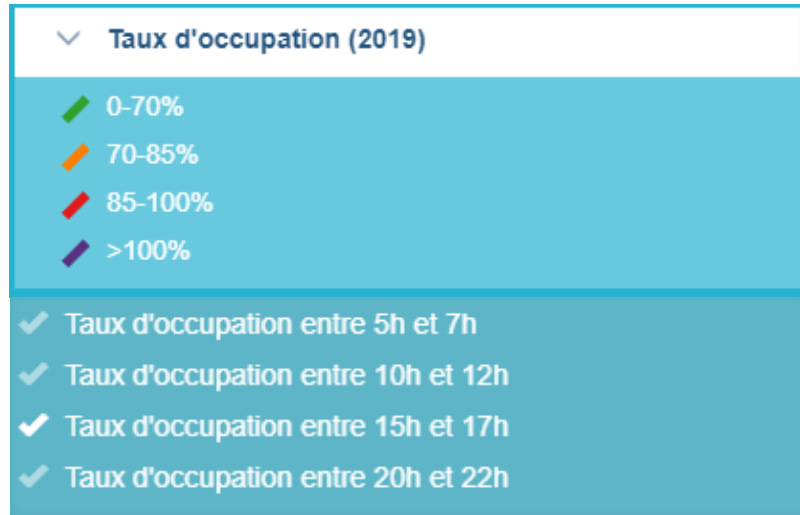 Taux d'occupation (2019)
0-70%
70-85%
85-100%
>100%
Taux d'occupation entre 5h et 7h
Taux d'occupation entre 10h et 12h
Taux d'occupation entre 15h et 17h
Taux d'occupation entre 20h et 22h